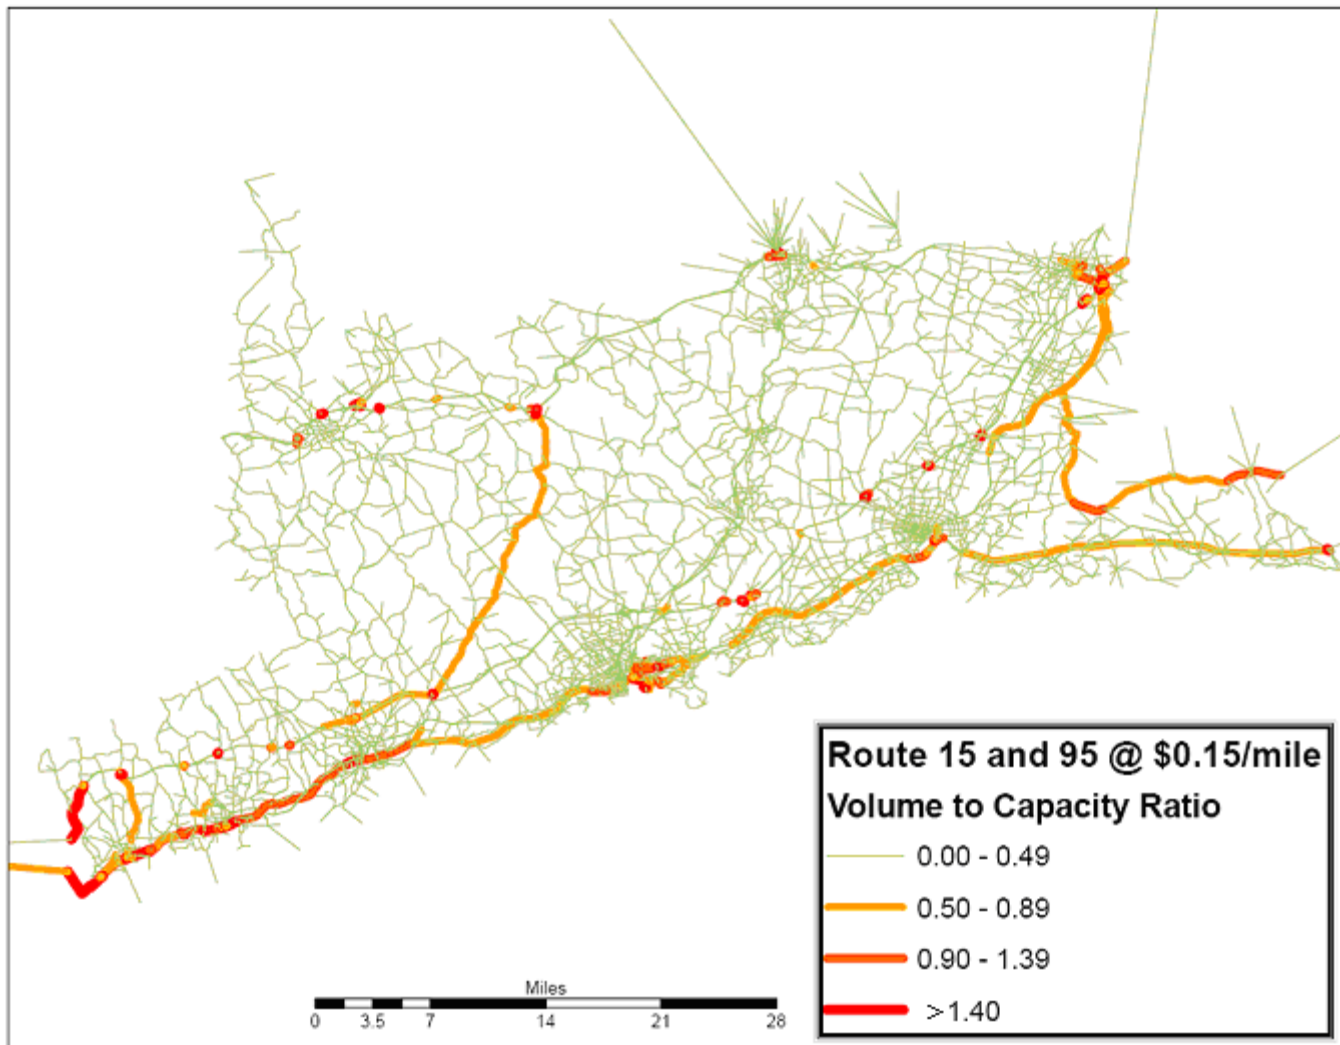 Route 15 and 95 @ $0.15/mile
Volume to Capacity Ratio
0.00 - 0.49
0.50 - 0.89
0.90 - 1.39
>1.40
Miles
0 3.5 7 14 21 28